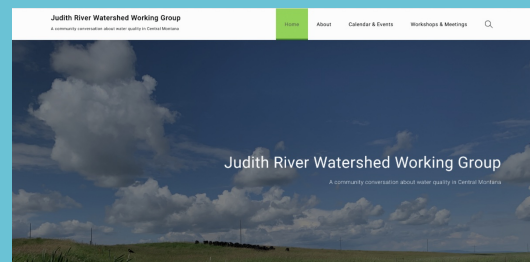 Judith River Watershed Working Group
A community conversation about water quality in Central Montana
Home About Calendar & Events Workshops & Meetings
Judith River Watershed Working Group
A community conversation about water quality in Central Montana